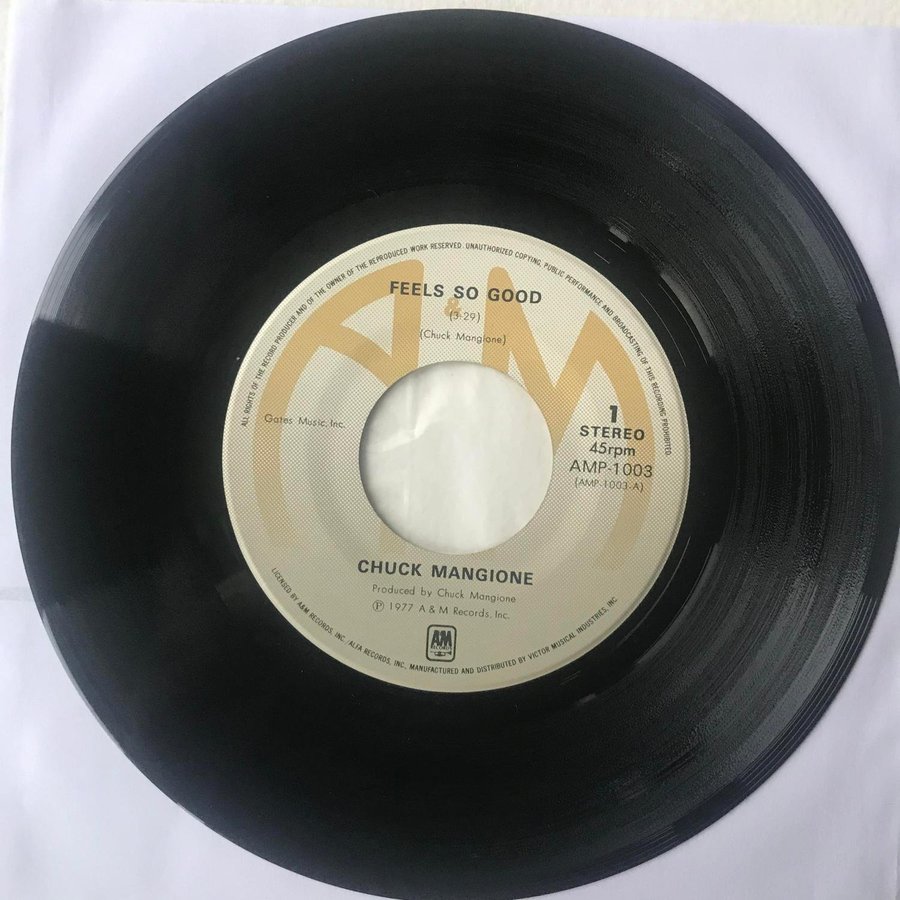 ALL RIGHTS OF THE RECORD PRODUCER AND OF THE OWNER OF THE REPRODUCED WORK RESERVED. UNAUTHORIZED COPYING, PUBLIC PERFORMANCE AND BROADCASTING OF THIS RECORDING PROHIBITED
A&M
FEELS SO GOOD
(3:29)
(Chuck Mangione)
Gates Music, Inc.
1
STEREO
45rpm
AMP-1003
(AMP-1003-A)
CHUCK MANGIONE
Produced by Chuck Mangione
Ⓟ 1977 A & M Records, Inc.
A&M
RECORDS
LICENSED BY A&M RECORDS, INC. /ALFA RECORDS, INC., MANUFACTURED AND DISTRIBUTED BY VICTOR MUSICAL INDUSTRIES, INC